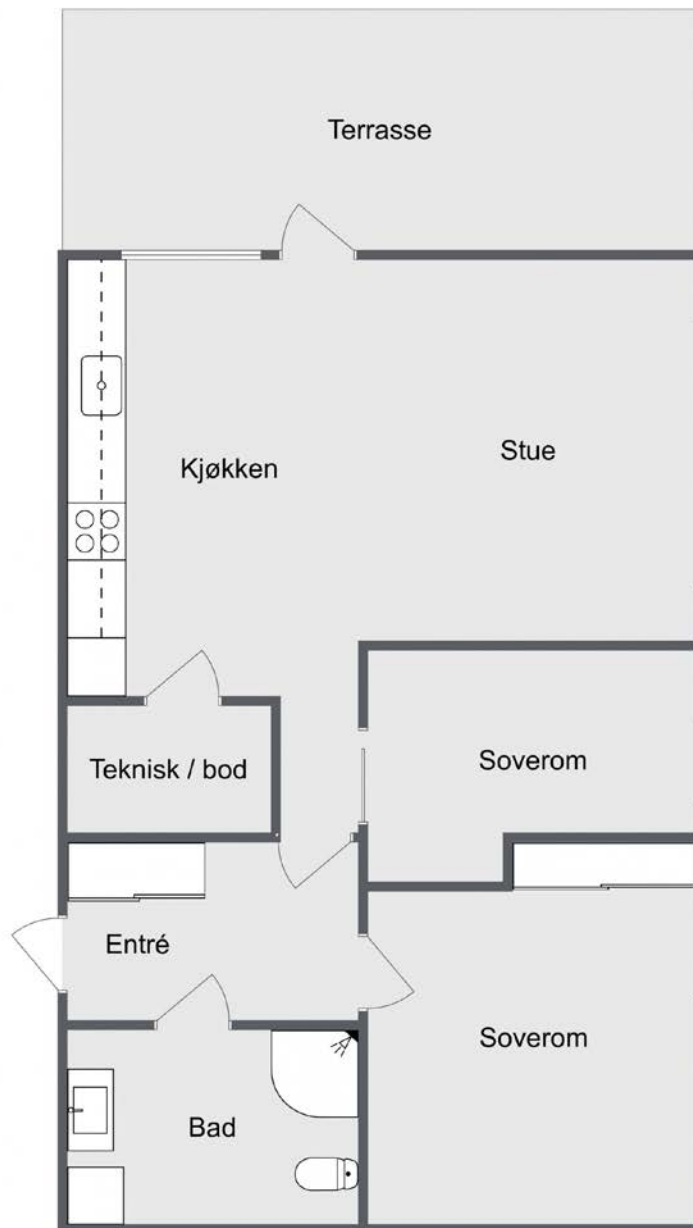 Terrasse
Kjøkken
Stue
Teknisk / bod
Soverom
Entré
Soverom
Bad